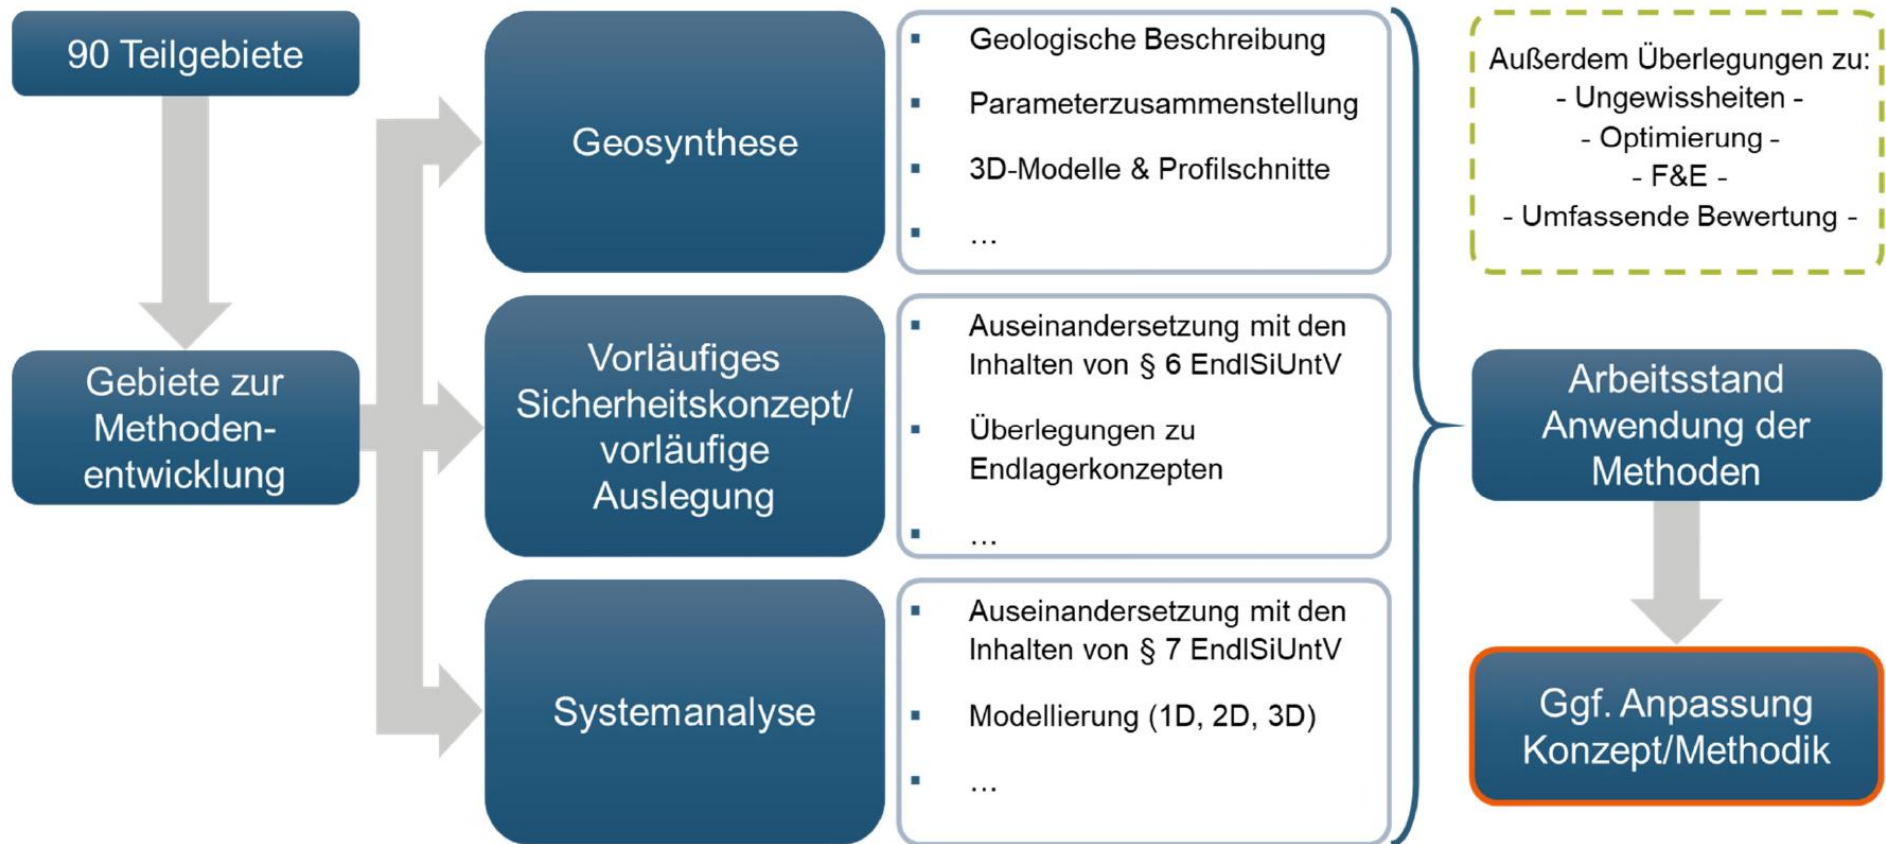 90 Teilgebiete
Gebiete zur
Methoden-
entwicklung
Geosynthese
▪ Geologische Beschreibung
▪ Parameterzusammenstellung
▪ 3D-Modelle & Profilschnitte
▪ ...
Vorläufiges
Sicherheitskonzept/
vorläufige
Auslegung
▪ Auseinandersetzung mit den
Inhalten von § 6 EndlSiUntV
▪ Überlegungen zu
Endlagerkonzepten
▪ ...
Systemanalyse
▪ Auseinandersetzung mit den
Inhalten von § 7 EndlSiUntV
▪ Modellierung (1D, 2D, 3D)
▪ ...
Außerdem Überlegungen zu:
- Ungewissheiten -
- Optimierung -
- F&E -
- Umfassende Bewertung -
Arbeitsstand
Anwendung der
Methoden
Ggf. Anpassung
Konzept/Methodik